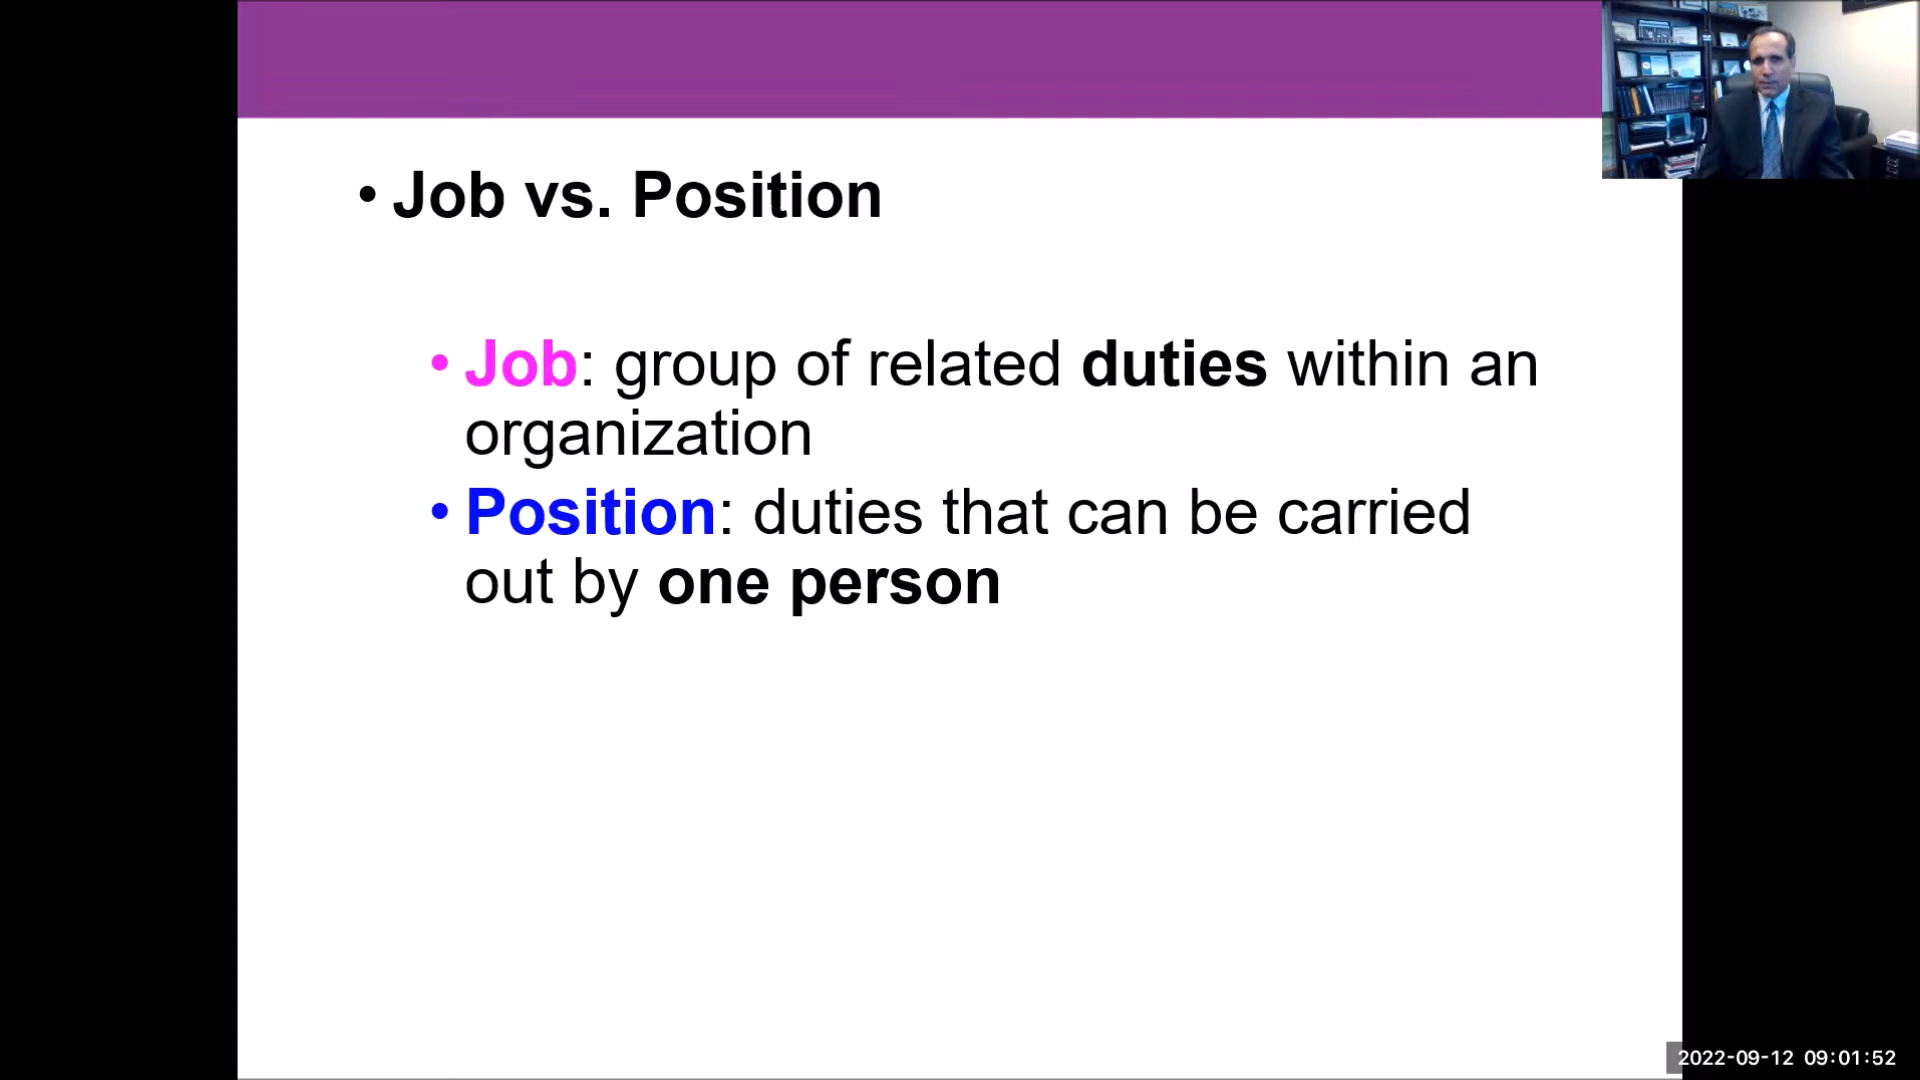 • Job vs. Position
• Job: group of related duties within an
organization
• Position: duties that can be carried
out by one person
2022-09-12 09:01:52